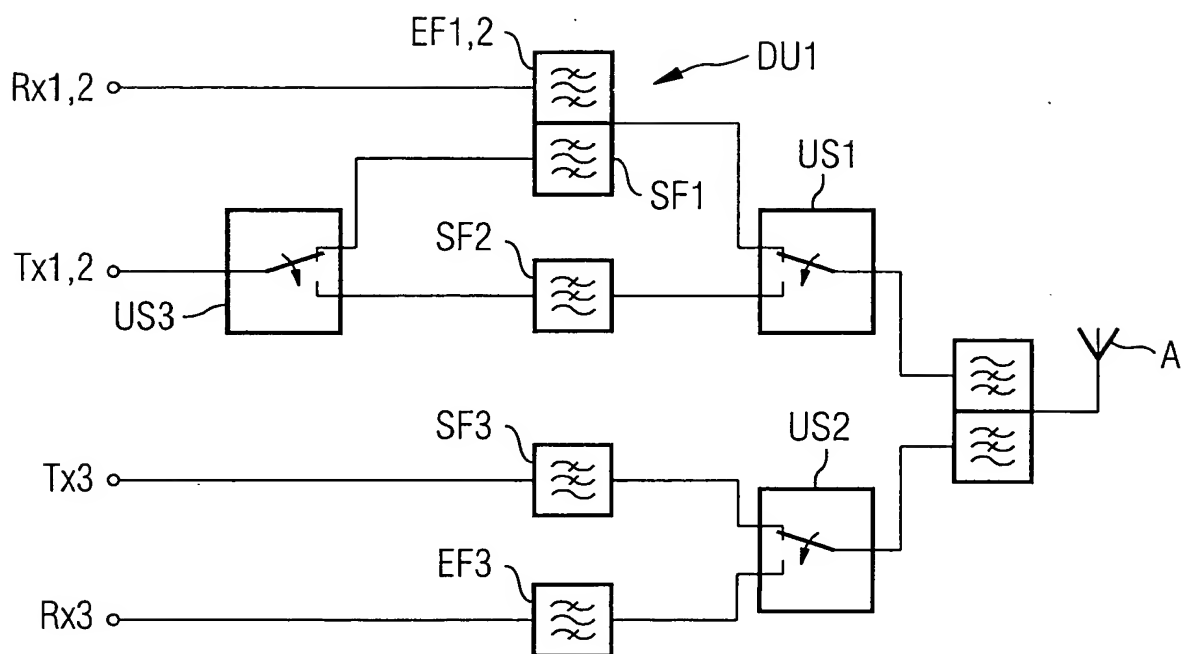 EF1,2
DU1
Rx1,2
US1
SF1
SF2
Tx1,2
US3
A
SF3
US2
Tx3
EF3
Rx3